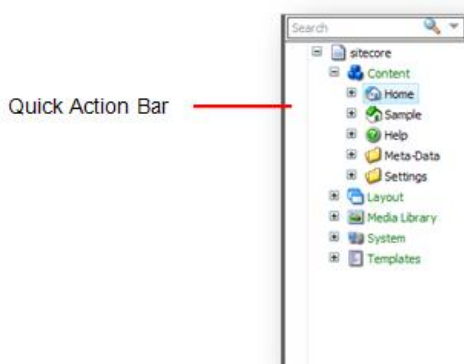 Search
sitecore
Content
Home
Quick Action Bar
Sample
Help
Meta-Data
Settings
Layout
Media Library
System
Templates